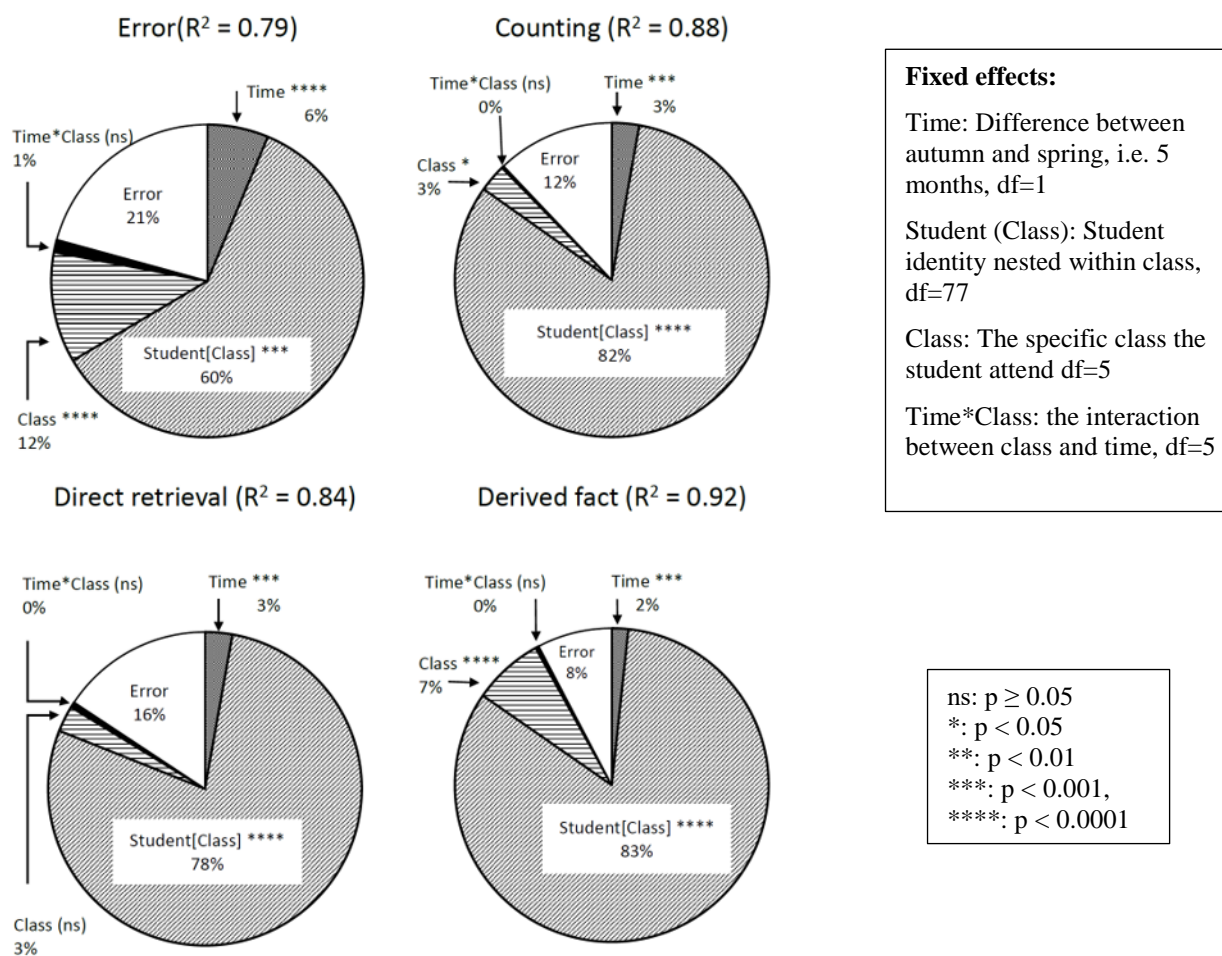 Error(R² = 0.79)
Time ****
6%
Time*Class (ns)
1%
Error
21%
Student[Class] ***
60%
Class ****
12%
Counting (R² = 0.88)
Time*Class (ns)
0%
Time ***
3%
Class *
3%
Error
12%
Student[Class] ****
82%
Fixed effects:
Time: Difference between
autumn and spring, i.e. 5
months, df=1
Student (Class): Student
identity nested within class,
df=77
Class: The specific class the
student attend df=5
Time*Class: the interaction
between class and time, df=5
Direct retrieval (R² = 0.84)
Time*Class (ns)
0%
Time ***
3%
Error
16%
Student[Class] ****
78%
Class (ns)
3%
Derived fact (R² = 0.92)
Time*Class (ns)
0%
Time ***
2%
Class ****
7%
Error
8%
Student[Class] ****
83%
ns: p ≥ 0.05
*: p < 0.05
**: p < 0.01
***: p < 0.001,
****: p < 0.0001